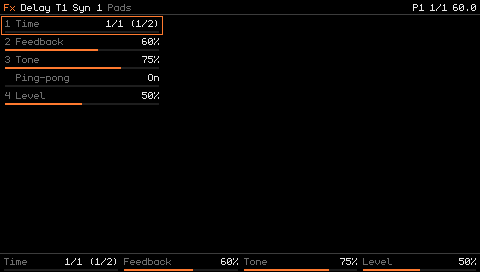 Fx Delay T1 Syn 1 Pads P1 1/1 60.0
1 Time 1/1 (1/2)
2 Feedback 60%
3 Tone 75%
Ping-pong On
4 Level 50%
Time 1/1 (1/2) Feedback 60% Tone 75% Level 50%